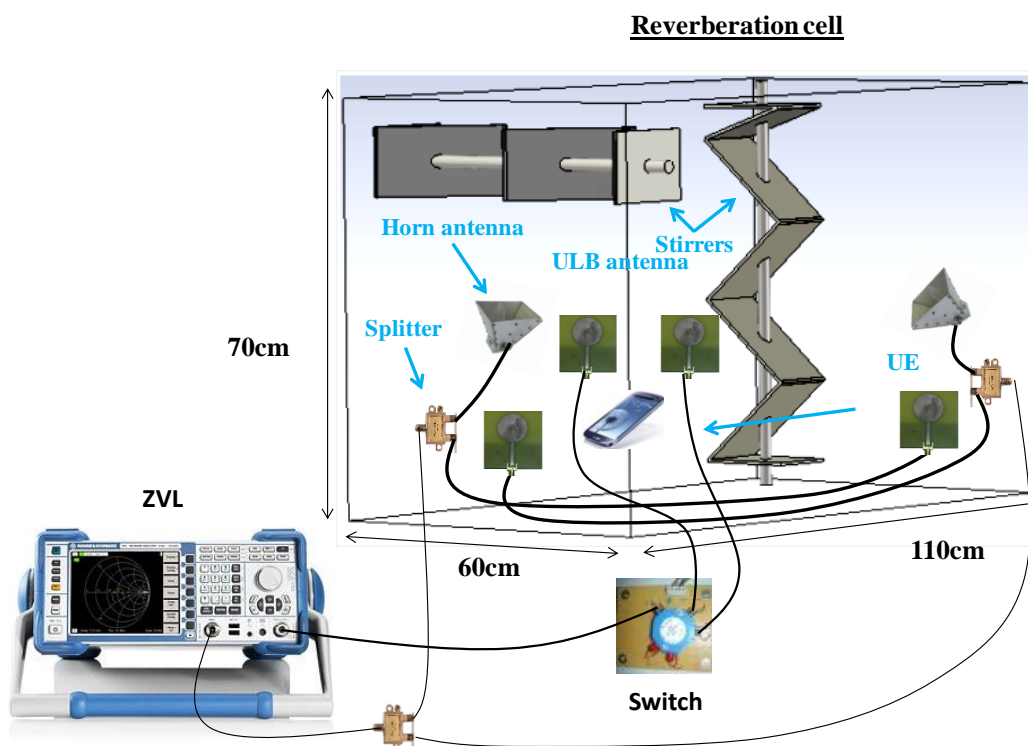 Reverberation cell
Horn antenna
Stirrers
ULB antenna
Splitter
70cm
UE
ZVL
60cm
110cm
Switch